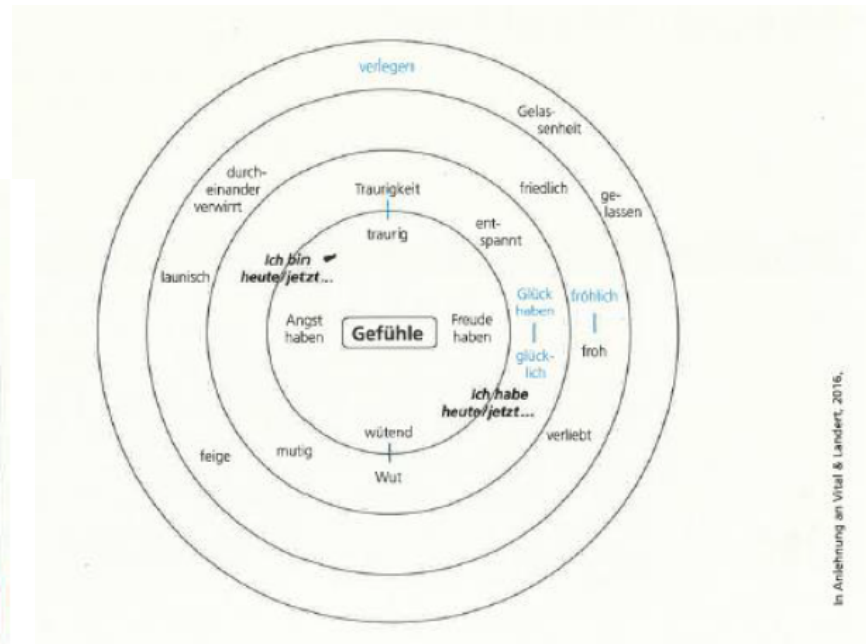 verlegen
Gelas-
senheit
durch-
einander
verwirrt
Traurigkeit
friedlich
ge-
lassen
ent-
spannt
traurig
Ich bin
heute/jetzt...
launisch
Glück
haben
fröhlich
Angst
haben
Gefühle
Freude
haben
glück-
lich
froh
Ich habe
heute/jetzt...
wütend
verliebt
mutig
feige
Wut
In Anlehnung an Vital & Landert, 2016,